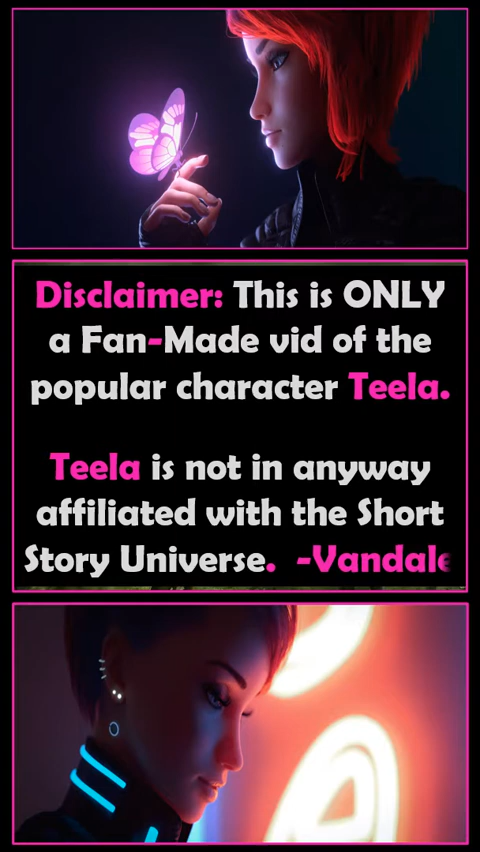 Disclaimer: This is ONLY
a Fan-Made vid of the
popular character Teela.
Teela is not in anyway
affiliated with the Short
Story Universe. -Vandale